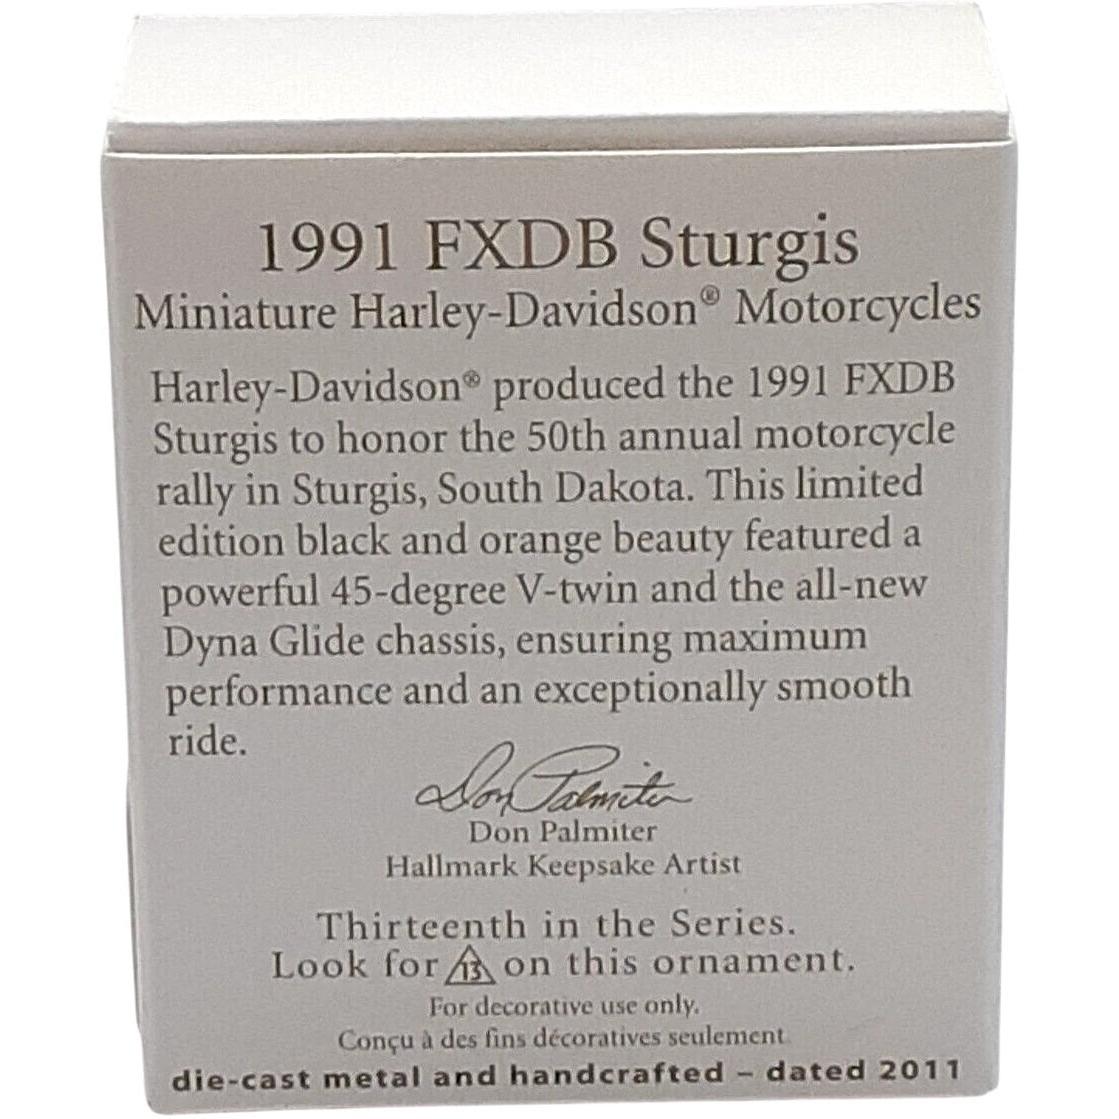 1991 FXDB Sturgis
Miniature Harley-Davidson® Motorcycles
Harley-Davidson® produced the 1991 FXDB
Sturgis to honor the 50th annual motorcycle
rally in Sturgis, South Dakota. This limited
edition black and orange beauty featured a
powerful 45-degree V-twin and the all-new
Dyna Glide chassis, ensuring maximum
performance and an exceptionally smooth
ride.
Don Palmiter
Don Palmiter
Hallmark Keepsake Artist
Thirteenth in the Series.
Look for 13 on this ornament.
For decorative use only.
Conçu à des fins décoratives seulement
die-cast metal and handcrafted – dated 2011